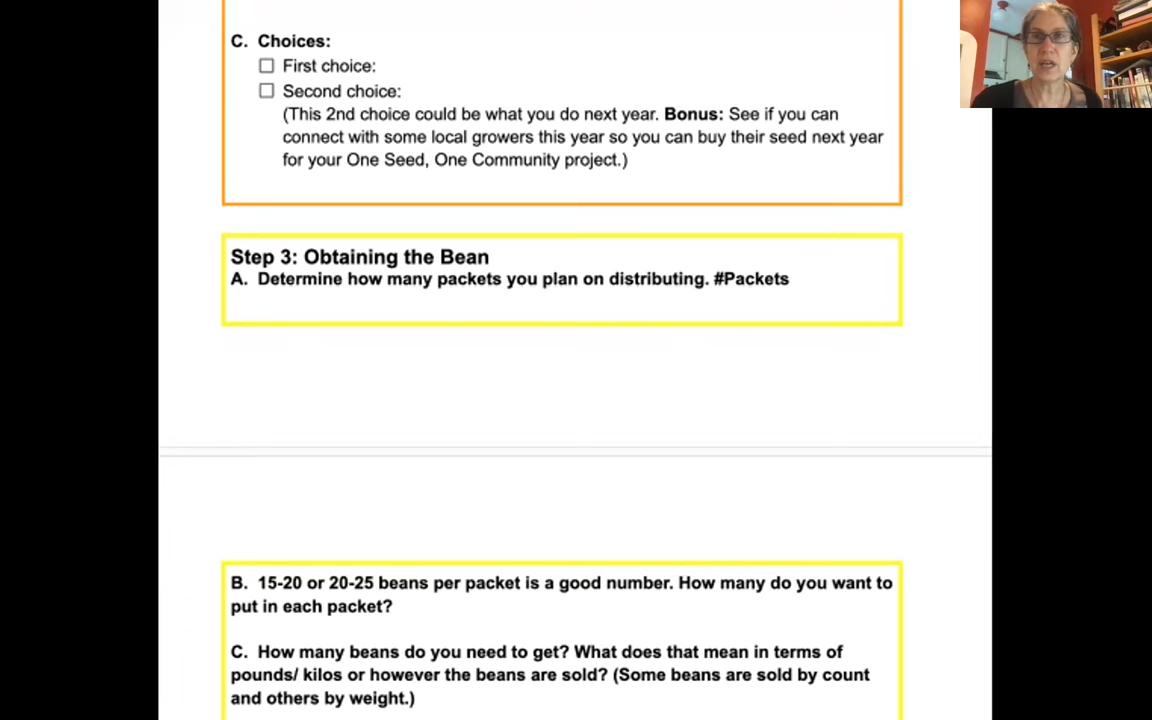 C. Choices:
☐ First choice:
☐ Second choice:
(This 2nd choice could be what you do next year. Bonus: See if you can
connect with some local growers this year so you can buy their seed next year
for your One Seed, One Community project.)
Step 3: Obtaining the Bean
A. Determine how many packets you plan on distributing. #Packets
B. 15-20 or 20-25 beans per packet is a good number. How many do you want to
put in each packet?
C. How many beans do you need to get? What does that mean in terms of
pounds/ kilos or however the beans are sold? (Some beans are sold by count
and others by weight.)